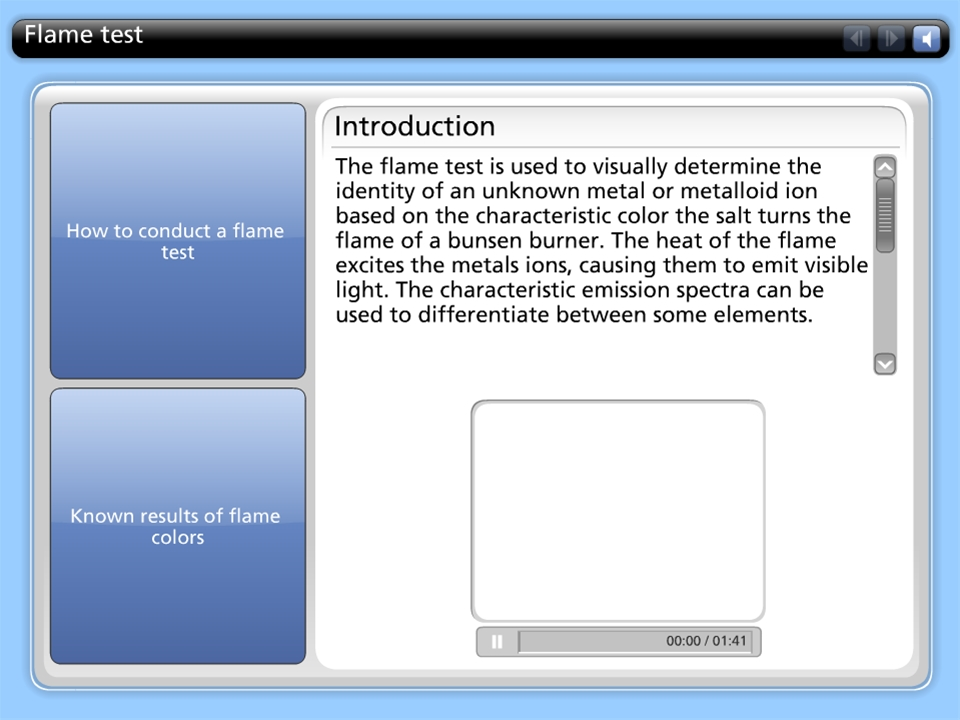 Flame test
How to conduct a flame
test
Known results of flame
colors
Introduction
The flame test is used to visually determine the
identity of an unknown metal or metalloid ion
based on the characteristic color the salt turns the
flame of a bunsen burner. The heat of the flame
excites the metals ions, causing them to emit visible
light. The characteristic emission spectra can be
used to differentiate between some elements.
00:00 / 01:41